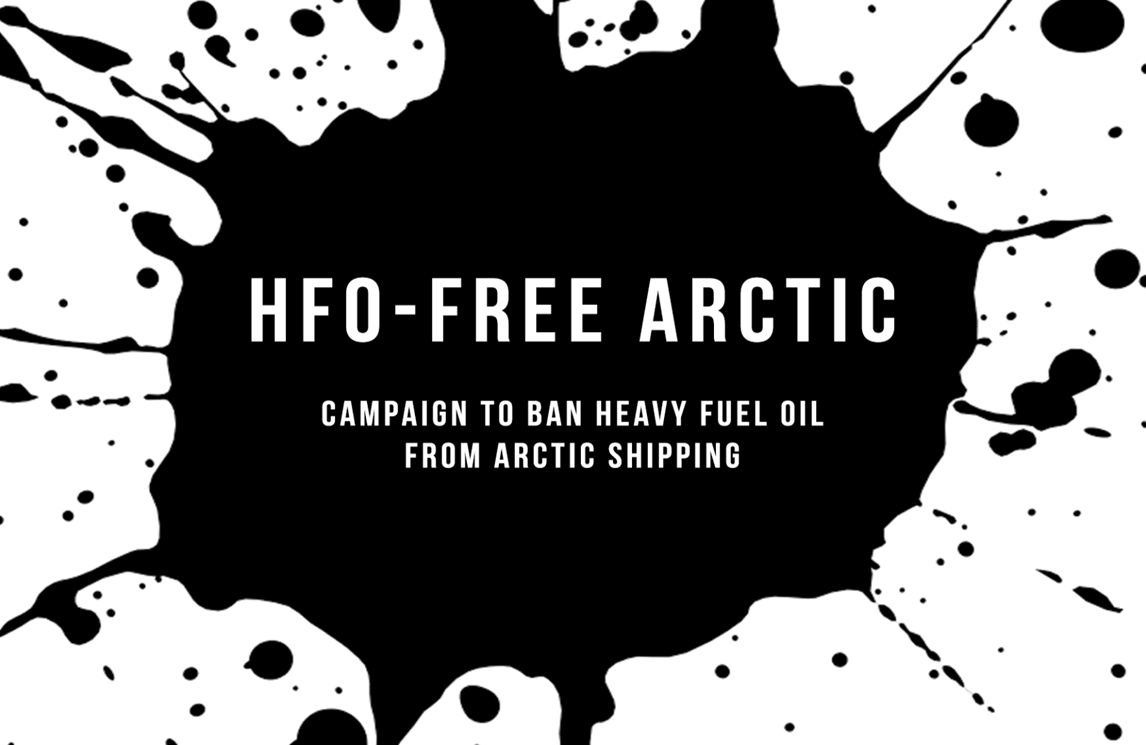 HFO-FREE ARCTIC
CAMPAIGN TO BAN HEAVY FUEL OIL
FROM ARCTIC SHIPPING